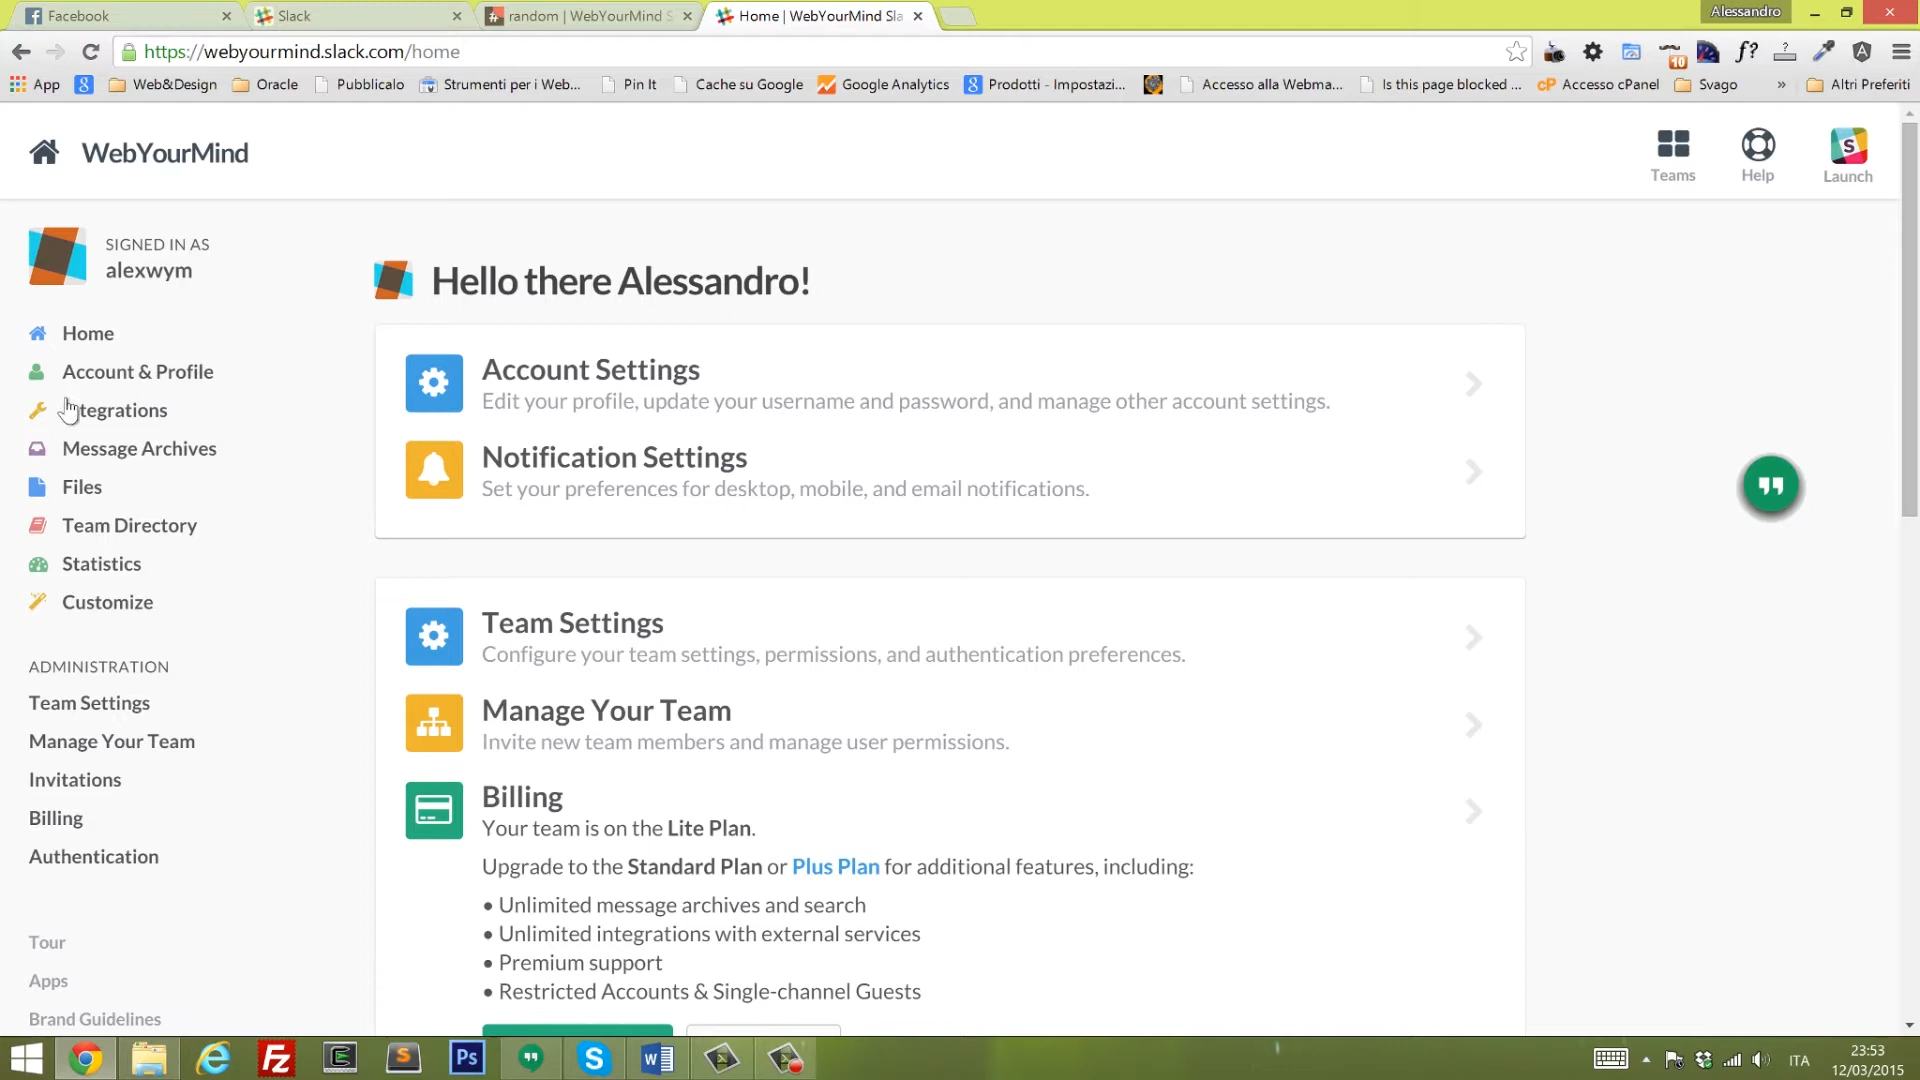 Facebook
Slack
random | WebYourMind S
Home | WebYourMind Sla
Alessandro
https://webyourmind.slack.com/home
10
App
Web&Design
Oracle
Pubblicalo
Strumenti per i Web...
Pin It
Cache su Google
Google Analytics
Prodotti - Impostazi...
Accesso alla Webma...
Is this page blocked ...
Accesso cPanel
Svago
»
Altri Preferiti
WebYourMind
Teams
Help
Launch
SIGNED IN AS
alexwym
Home
Account & Profile
tegrations
Message Archives
Files
Team Directory
Statistics
Customize
ADMINISTRATION
Team Settings
Manage Your Team
Invitations
Billing
Authentication
Tour
Apps
Brand Guidelines
Hello there Alessandro!
Account Settings
Edit your profile, update your username and password, and manage other account settings.
Notification Settings
Set your preferences for desktop, mobile, and email notifications.
Team Settings
Configure your team settings, permissions, and authentication preferences.
Manage Your Team
Invite new team members and manage user permissions.
Billing
Your team is on the Lite Plan.
Upgrade to the Standard Plan or Plus Plan for additional features, including:
• Unlimited message archives and search
• Unlimited integrations with external services
• Premium support
• Restricted Accounts & Single-channel Guests
ITA
23:53
12/03/2015